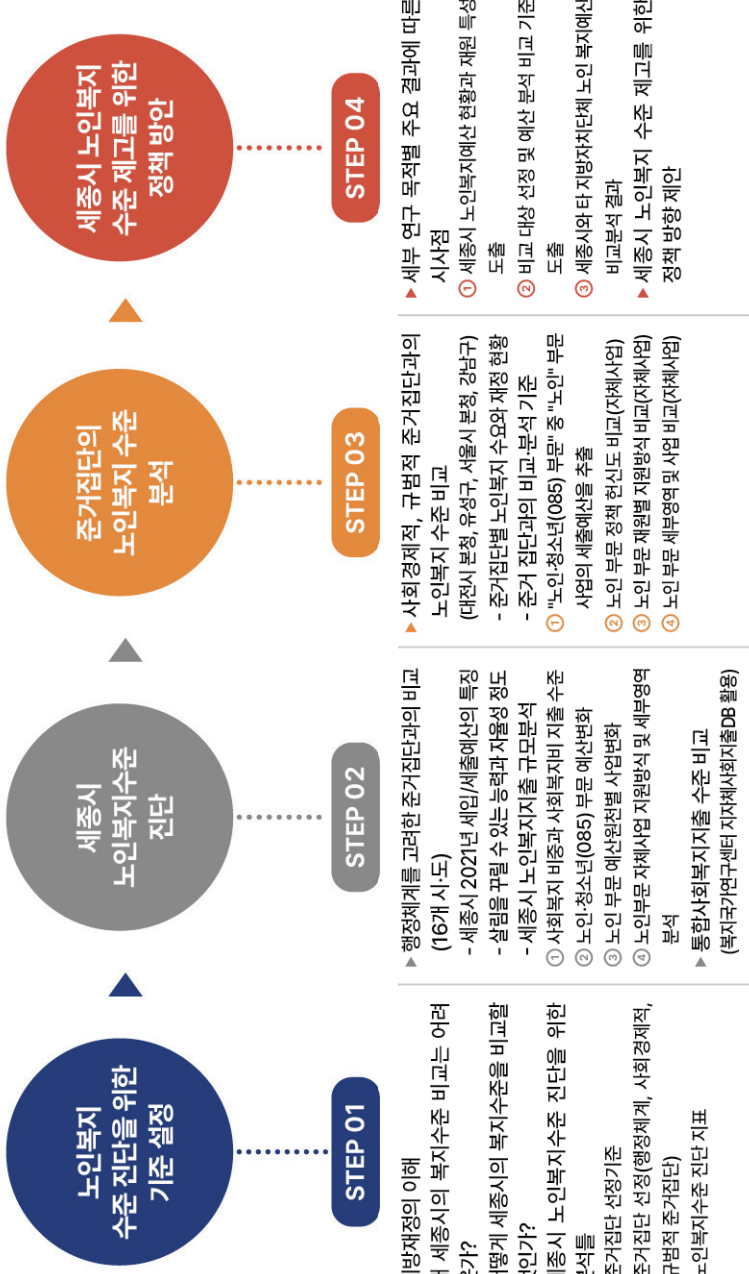 노인복지
수준 진단을 위한
기준 설정
STEP 01
방재정의 이해
세종시의 복지수준 비교는 어려
가?
떻게 세종시의 복지수준을 비교할
인가?
종시 노인복지수준 진단을 위한
석틀
준거집단 선정기준
준거집단 선정(행정체계, 사회경제적,
규범적 준거집단)
노인복지수준 진단 지표
세종시
노인복지수준
진단
STEP 02
▶ 행정체계를 고려한 준거집단과의 비교
(16개 시·도)
- 세종시 2021년 세입/세출예산의 특징
- 살림을 꾸릴 수 있는 능력과 자율성 정도
- 세종시 노인복지지출 규모분석
① 사회복지 비중과 사회복지비 지출 수준
② 노인·청소년(085) 부문 예산변화
③ 노인 부문 예산원천별 사업변화
④ 노인부문 자체사업 지원방식 및 세부영역
분석
▶ 통합사회복지지출 수준 비교
(복지국가연구센터 지자체사회지출DB 활용)
준거집단의
노인복지 수준
분석
STEP 03
▶ 사회경제적, 규범적 준거집단과의
노인복지 수준 비교
(대전시 본청, 유성구, 서울시 본청, 강남구)
- 준거집단별 노인복지 수요와 재정 현황
- 준거 집단과의 비교·분석 기준
① "노인·청소년(085) 부문" 중 "노인" 부문
사업의 세출예산을 추출
② 노인 부문 정책 헌신도 비교(자체사업)
③ 노인 부문 재원별 지원방식 비교(자체사업)
④ 노인 부문 세부영역 및 사업 비교(자체사업)
세종시 노인복지
수준 제고를 위한
정책 방안
STEP 04
▶ 세부 연구 목적별 주요 결과에 따른
시사점
① 세종시 노인복지예산 현황과 재원 특성
도출
② 비교 대상 선정 및 예산 분석 비교 기준
도출
③ 세종시와 타 지방자치단체 노인 복지예산
비교분석 결과
▶ 세종시 노인복지 수준 제고를 위한
정책 방향 제안